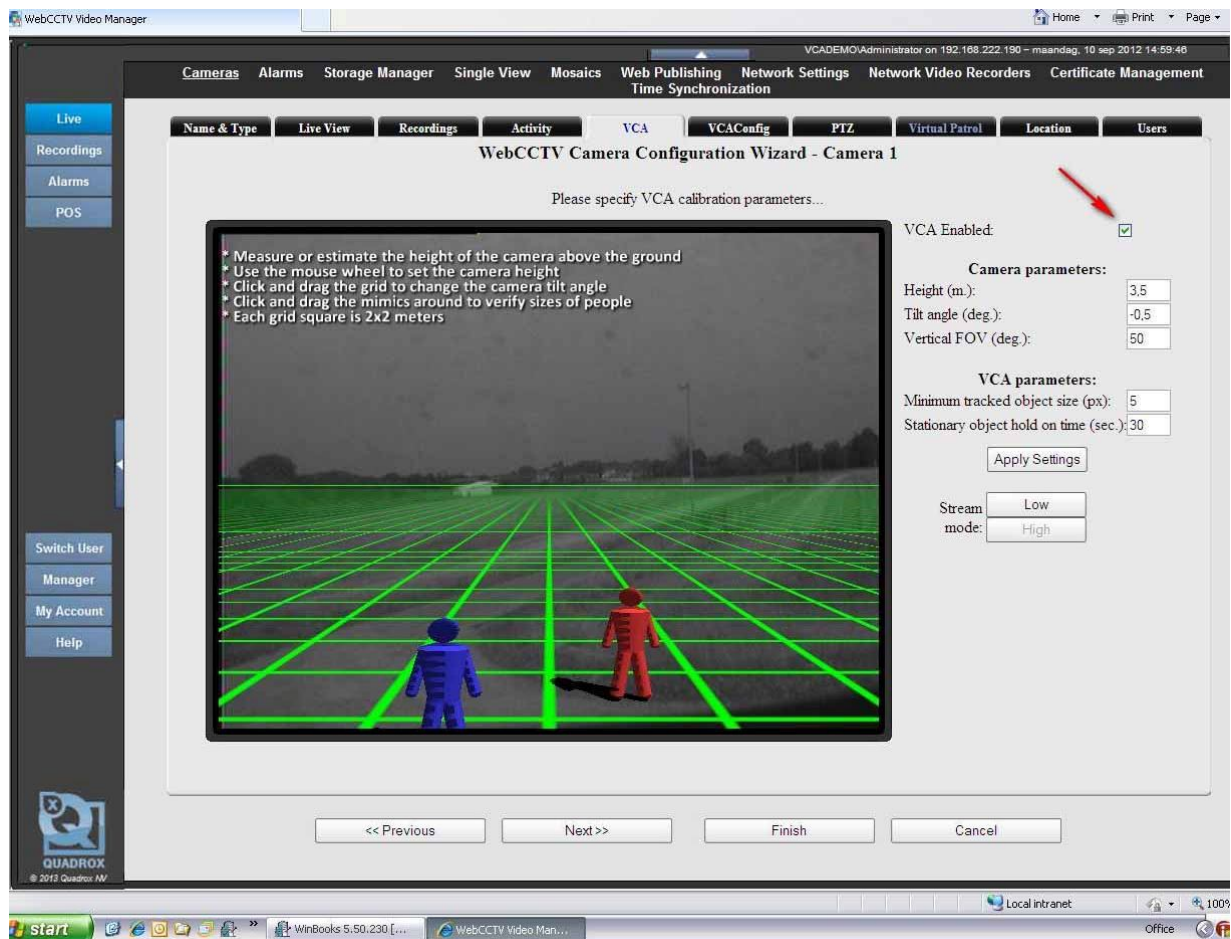 WebCCTV Video Manager
Home Print Page
VCADEMO\Administrator on 192.168.222.190 – maandag, 10 sep 2012 14:59:46
Cameras Alarms Storage Manager Single View Mosaics Web Publishing Network Settings Network Video Recorders Certificate Management
Time Synchronization
Live
Recordings
Alarms
POS
Name & Type Live View Recordings Activity VCA VCAConfig PTZ Virtual Patrol Location Users
WebCCTV Camera Configuration Wizard - Camera 1
Please specify VCA calibration parameters...
* Measure or estimate the height of the camera above the ground
* Use the mouse wheel to set the camera height
* Click and drag the grid to change the camera tilt angle
* Click and drag the mimics around to verify sizes of people
* Each grid square is 2x2 meters
VCA Enabled:
Camera parameters:
Height (m.): 3,5
Tilt angle (deg.): -0,5
Vertical FOV (deg.): 50
VCA parameters:
Minimum tracked object size (px): 5
Stationary object hold on time (sec.): 30
Apply Settings
Stream mode: Low
High
Switch User
Manager
My Account
Help
<< Previous Next >> Finish Cancel
QUADROX
© 2013 Quadrox NV
Local intranet 100%
start » WinBooks 5.50.230 [... WebCCTV Video Man... Office